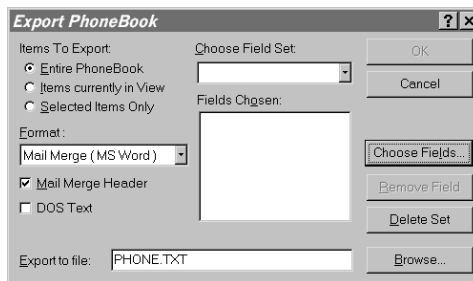 Export PhoneBook
? ×
Items To Export:
Entire PhoneBook
Items currently in View
Selected Items Only
Format:
Mail Merge ( MS Word )
Mail Merge Header
DOS Text
Choose Field Set:
Fields Chosen:
OK
Cancel
Choose Fields...
Remove Field
Delete Set
Export to file:
PHONE.TXT
Browse...